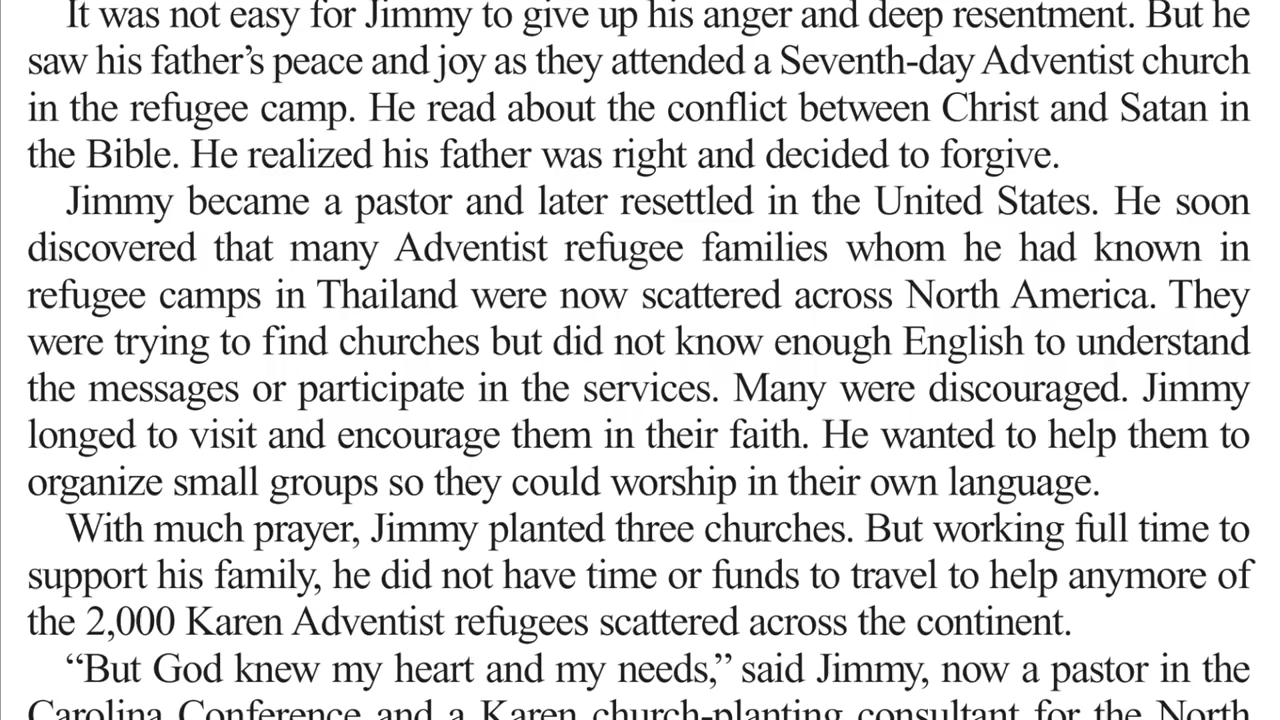 It was not easy for Jimmy to give up his anger and deep resentment. But he
saw his father’s peace and joy as they attended a Seventh-day Adventist church
in the refugee camp. He read about the conflict between Christ and Satan in
the Bible. He realized his father was right and decided to forgive.
Jimmy became a pastor and later resettled in the United States. He soon
discovered that many Adventist refugee families whom he had known in
refugee camps in Thailand were now scattered across North America. They
were trying to find churches but did not know enough English to understand
the messages or participate in the services. Many were discouraged. Jimmy
longed to visit and encourage them in their faith. He wanted to help them to
organize small groups so they could worship in their own language.
With much prayer, Jimmy planted three churches. But working full time to
support his family, he did not have time or funds to travel to help anymore of
the 2,000 Karen Adventist refugees scattered across the continent.
“But God knew my heart and my needs,” said Jimmy, now a pastor in the
Carolina Conference and a Karen church-planting consultant for the North